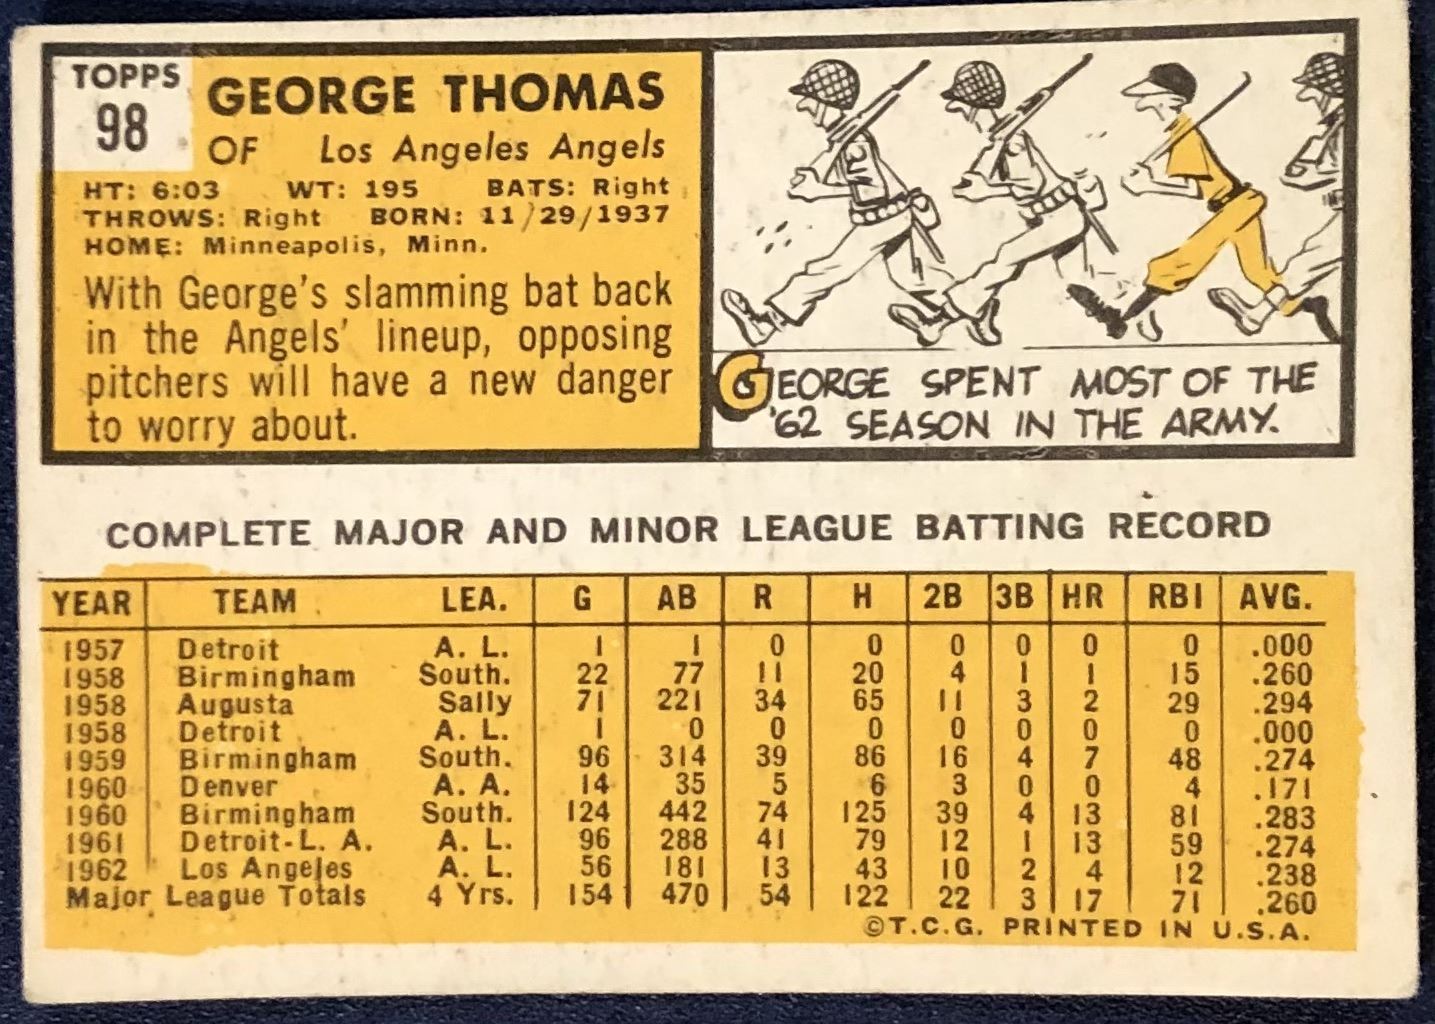 TOPPS
98
GEORGE THOMAS
OF Los Angeles Angels
HT: 6:03 WT: 195 BATS: Right
THROWS: Right BORN: 11/29/1937
HOME: Minneapolis, Minn.
With George's slamming bat back
in the Angels' lineup, opposing
pitchers will have a new danger
to worry about.
GEORGE SPENT MOST OF THE
'62 SEASON IN THE ARMY.
COMPLETE MAJOR AND MINOR LEAGUE BATTING RECORD
YEAR TEAM LEA. G AB R H 2B 3B HR RBI AVG.
1957 Detroit A. L. 1 1 0 0 0 0 0 0 .000
1958 Birmingham South. 22 77 11 20 4 1 1 15 .260
1958 Augusta Sally 71 221 34 65 11 3 2 29 .294
1958 Detroit A. L. 1 0 0 0 0 0 0 0 .000
1959 Birmingham South. 96 314 39 86 16 4 7 48 .274
1960 Denver A. A. 14 35 5 6 3 0 0 4 .171
1960 Birmingham South. 124 442 74 125 39 4 13 81 .283
1961 Detroit-L. A. A. L. 96 288 41 79 12 1 13 59 .274
1962 Los Angeles A. L. 56 181 13 43 10 2 4 12 .238
Major League Totals 4 Yrs. 154 470 54 122 22 3 17 71 .260
©T.C.G. PRINTED IN U.S.A.